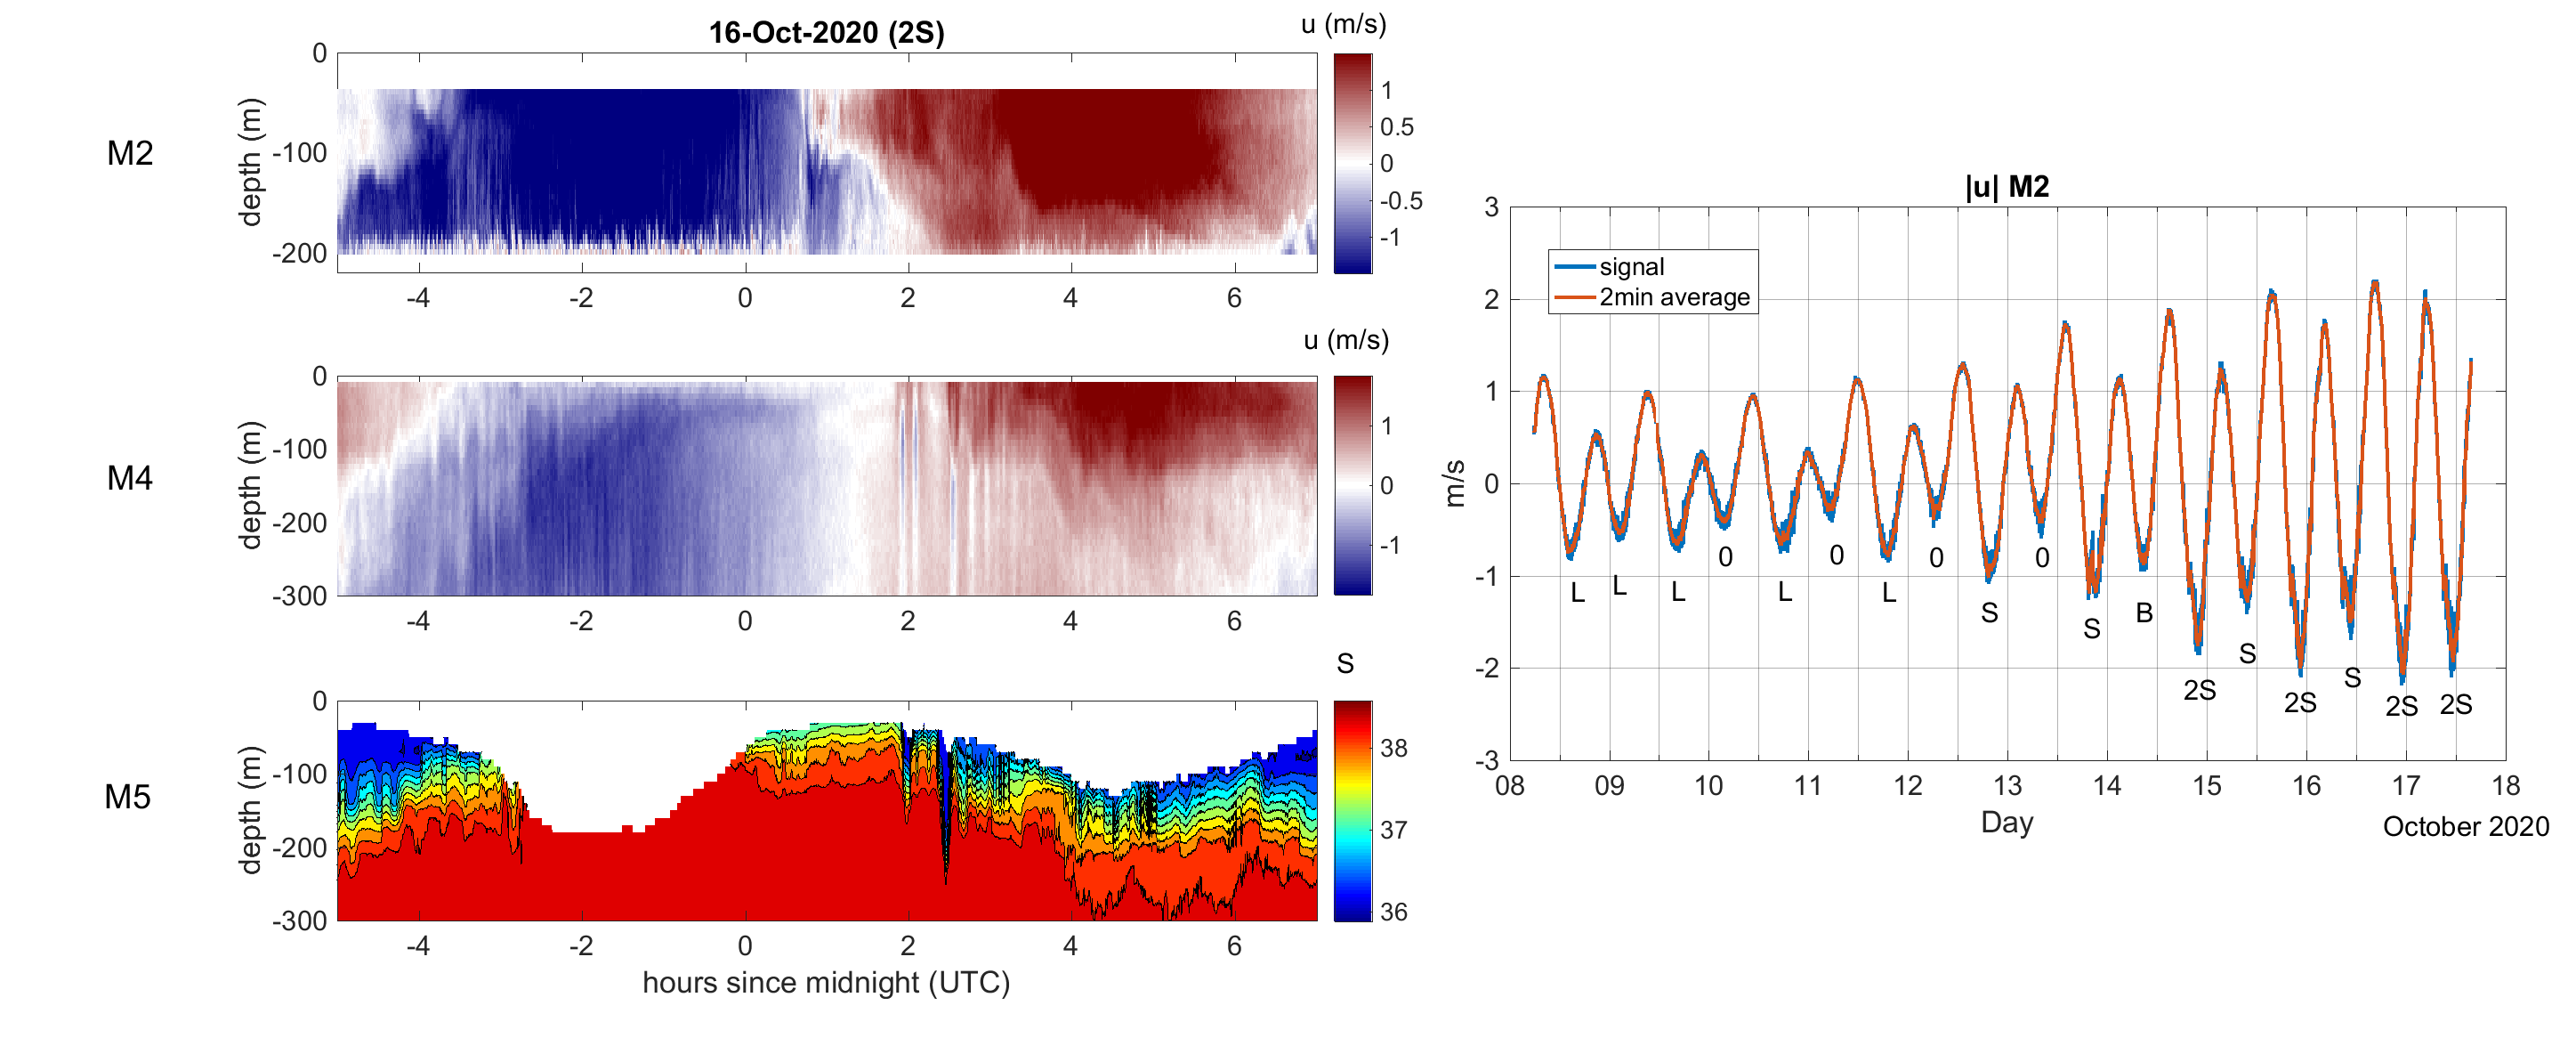 16-Oct-2020 (2S)
u (m/s)
M2
depth (m)
0
-100
-200
-4 -2 0 2 4 6
1
0.5
0
-0.5
-1
u (m/s)
M4
depth (m)
0
-100
-200
-300
-4 -2 0 2 4 6
1
0
-1
S
M5
depth (m)
0
-100
-200
-300
-4 -2 0 2 4 6
hours since midnight (UTC)
38
37
36
|u| M2
signal
2min average
m/s
3
2
1
0
-1
-2
-3
L L L 0 L 0 L 0 S 0 S B 2S S 2S S 2S 2S
08 09 10 11 12 13 14 15 16 17 18
Day
October 2020